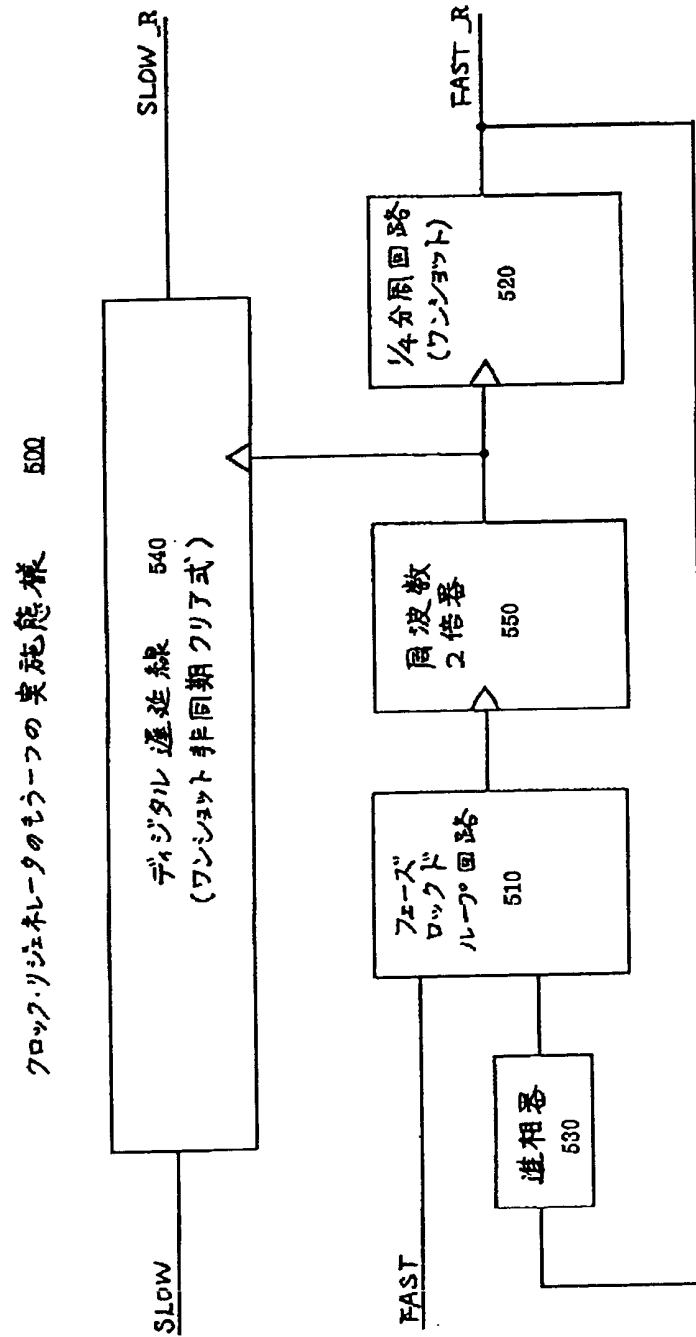 クロック・リジェネレータのもう一つの実施態様 500
SLOW
ディジタル遅延線 540
(ワンショット非同期クリア式)
SLOW_R
FAST
フェーズ
ロックド
ループ回路
510
周波数
2倍器
550
1/4分周回路
(ワンショット)
520
FAST_R
進相器
530